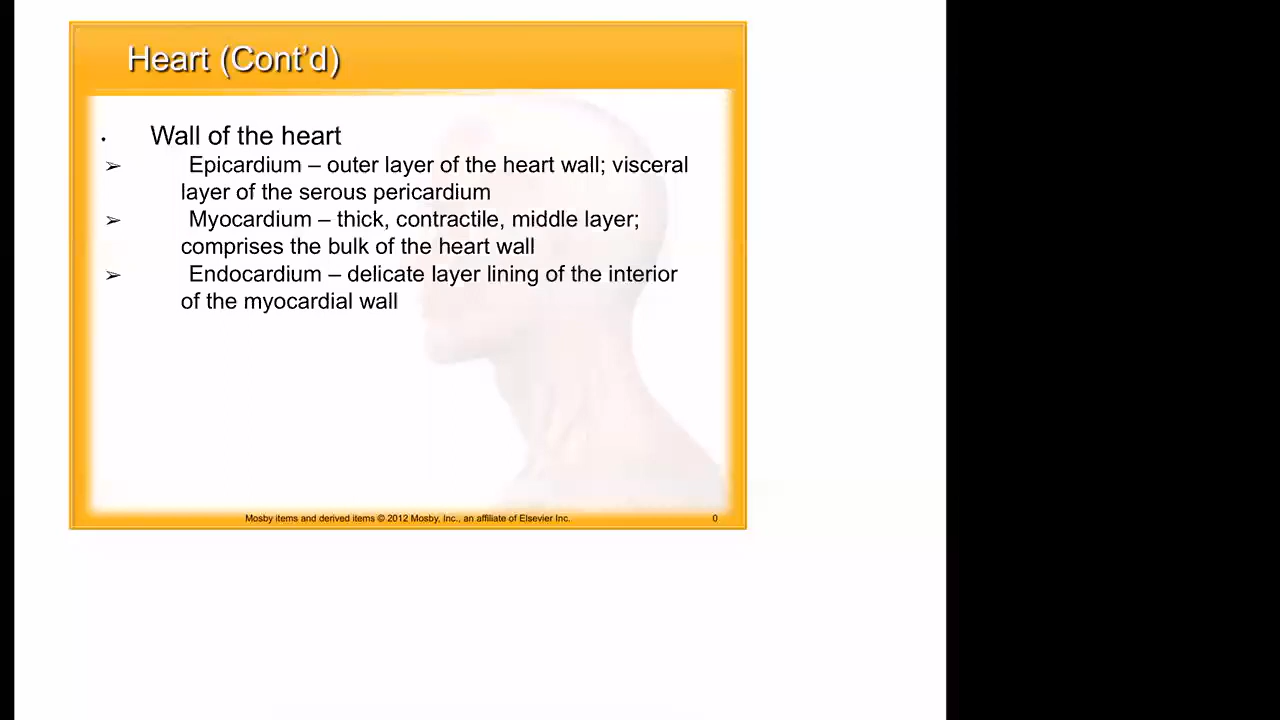 Heart (Cont’d)
• Wall of the heart
➢ Epicardium – outer layer of the heart wall; visceral
layer of the serous pericardium
➢ Myocardium – thick, contractile, middle layer;
comprises the bulk of the heart wall
➢ Endocardium – delicate layer lining of the interior
of the myocardial wall
Mosby items and derived items © 2012 Mosby, Inc., an affiliate of Elsevier Inc. 0